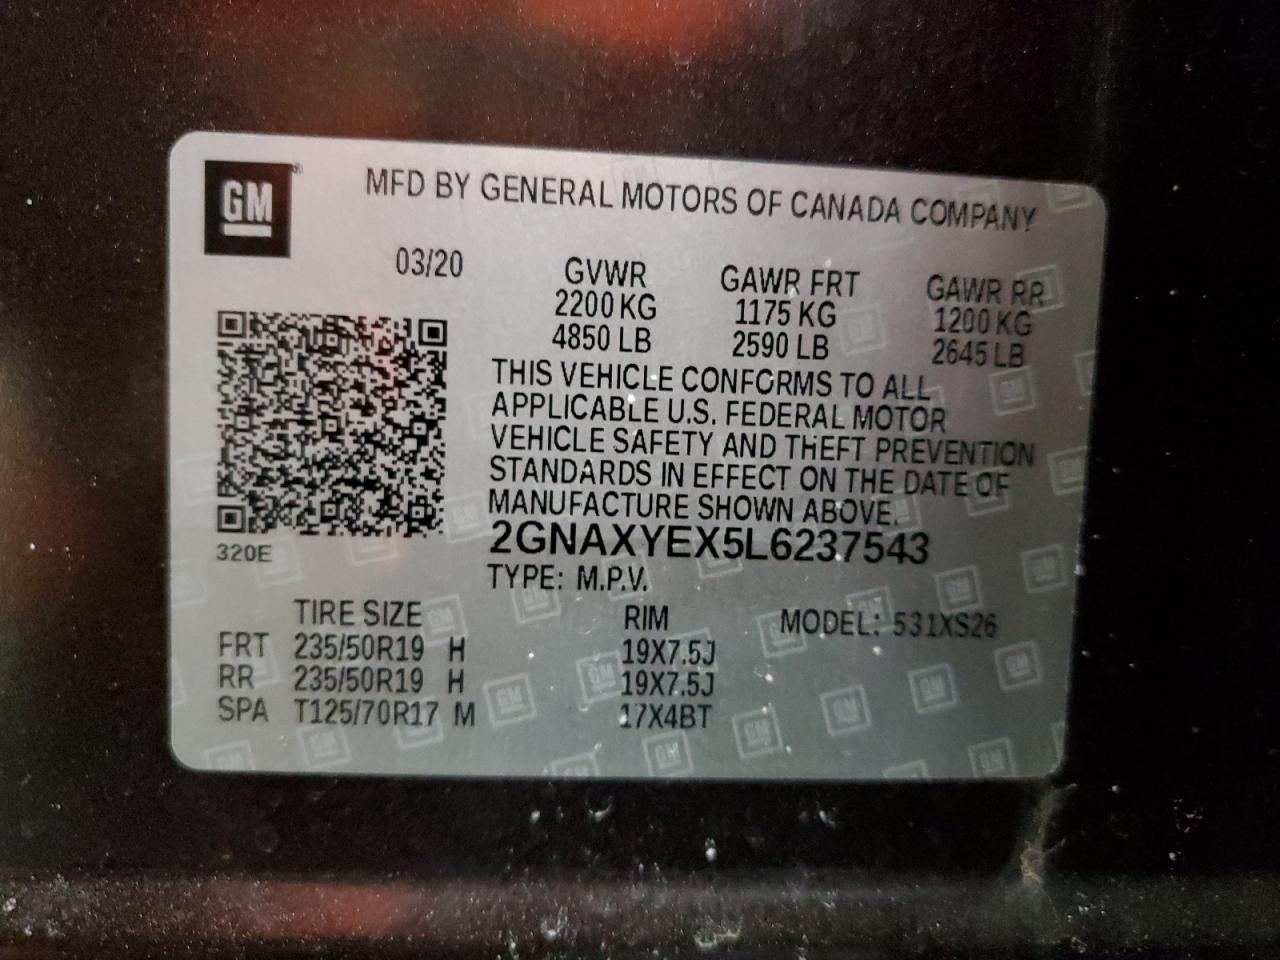 GM ®
MFD BY GENERAL MOTORS OF CANADA COMPANY
03/20
GVWR GAWR FRT GAWR RR
2200 KG 1175 KG 1200 KG
4850 LB 2590 LB 2645 LB
THIS VEHICLE CONFORMS TO ALL
APPLICABLE U.S. FEDERAL MOTOR
VEHICLE SAFETY AND THEFT PREVENTION
STANDARDS IN EFFECT ON THE DATE OF
MANUFACTURE SHOWN ABOVE.
320E
2GNAXYEX5L6237543
TYPE: M.P.V.
TIRE SIZE RIM MODEL: 531XS26
FRT 235/50R19 H 19X7.5J
RR 235/50R19 H 19X7.5J
SPA T125/70R17 M 17X4BT